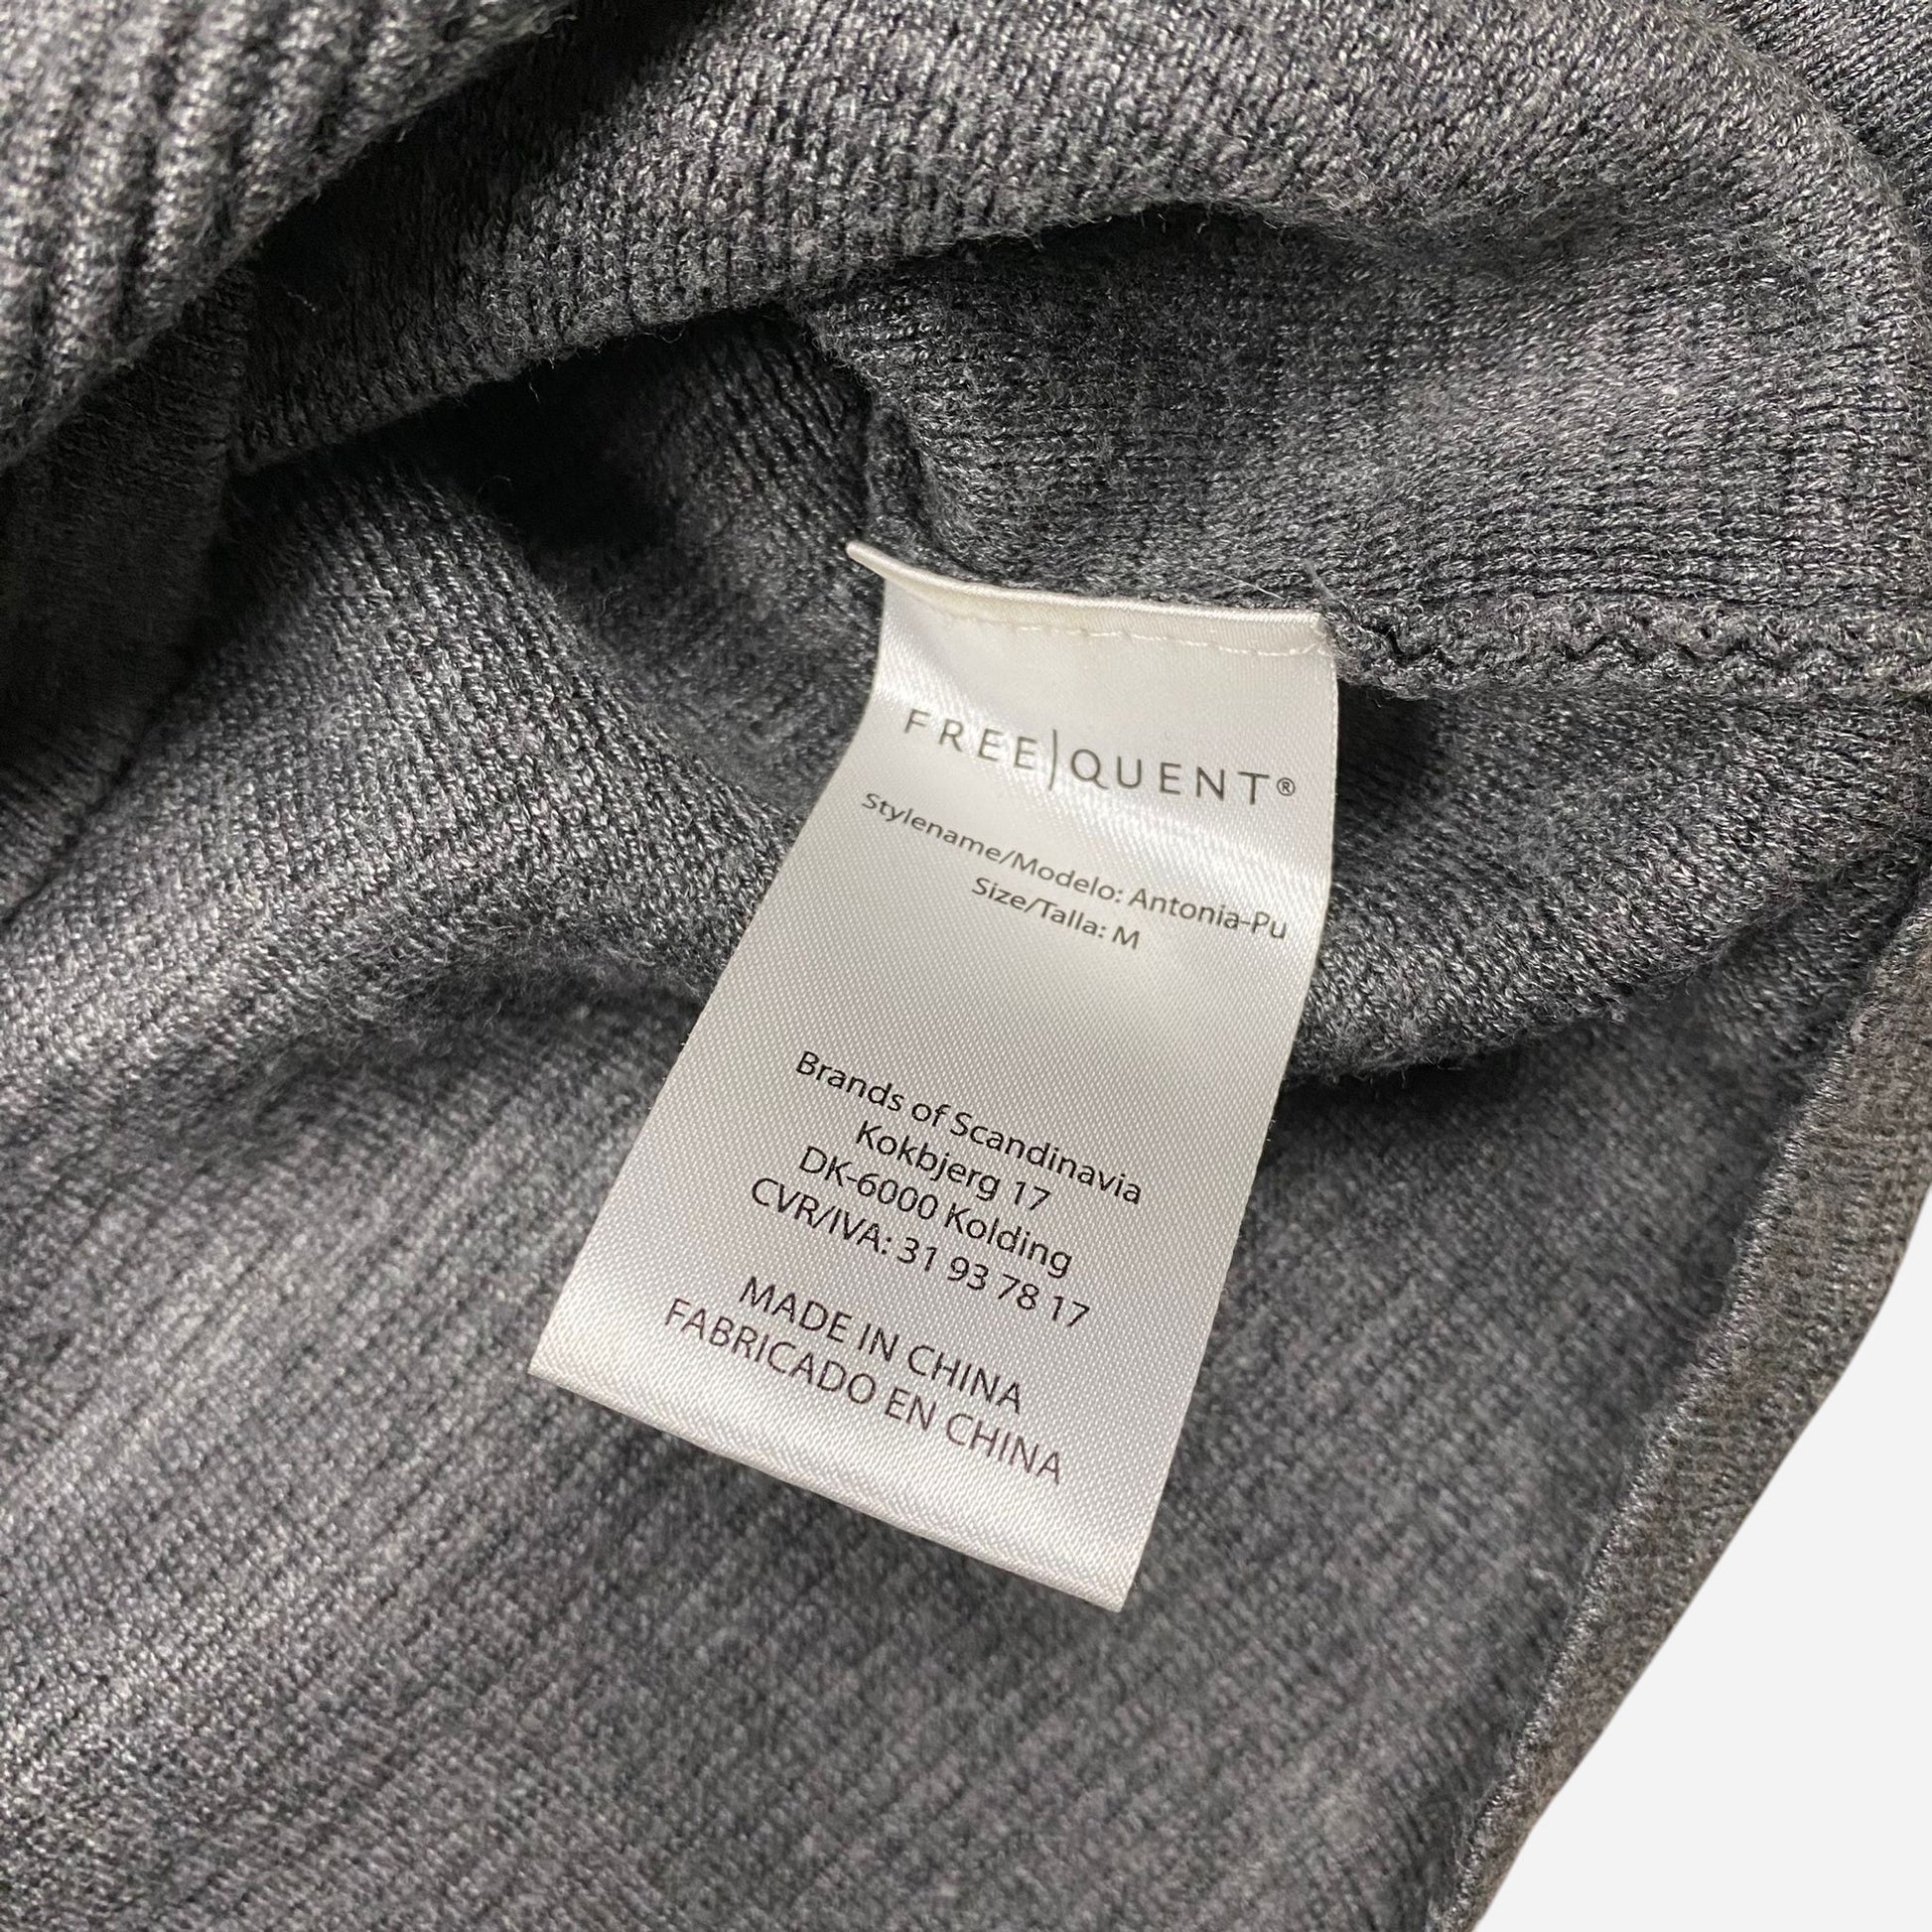 FREE|QUENT®
Stylename/Modelo: Antonia-Pu
Size/Talla: M
Brands of Scandinavia
Kokbjerg 17
DK-6000 Kolding
CVR/IVA: 31 93 78 17
MADE IN CHINA
FABRICADO EN CHINA